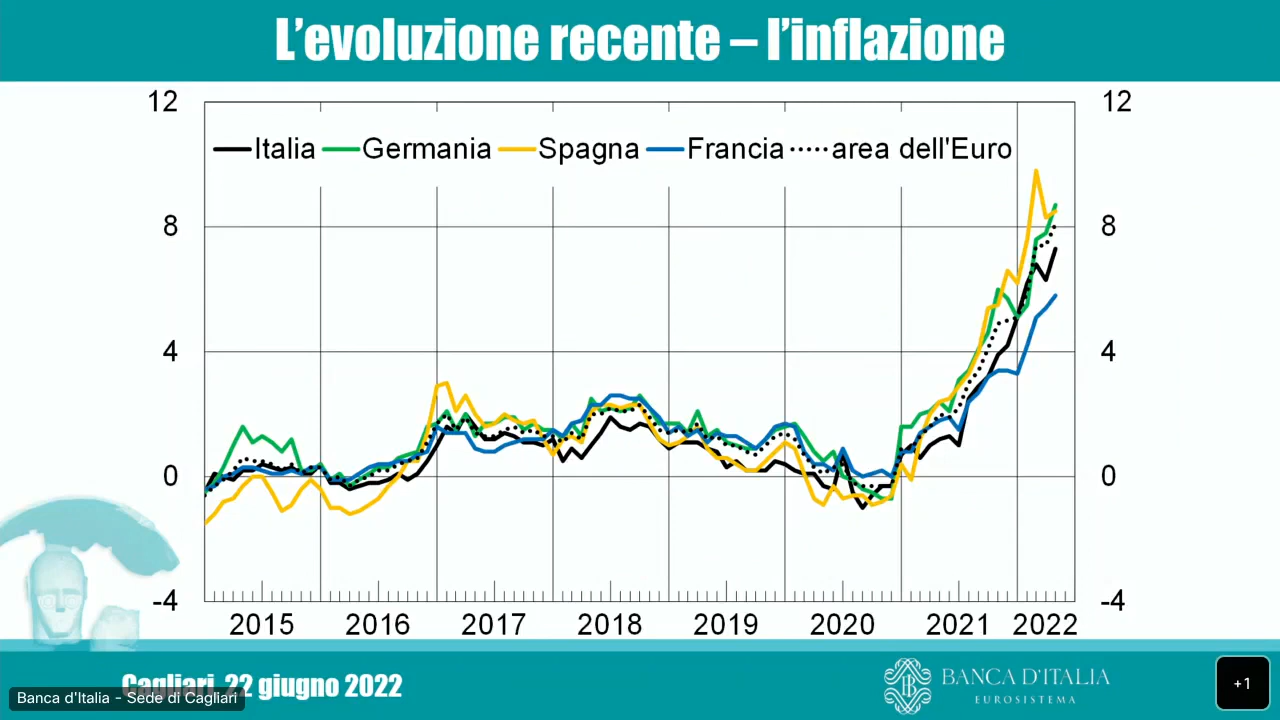 L'evoluzione recente – l'inflazione
12 12
Italia Germania Spagna Francia area dell'Euro
8 8
4 4
0 0
-4 -4
2015 2016 2017 2018 2019 2020 2021 2022
Cagliari, 22 giugno 2022
Banca d'Italia - Sede di Cagliari
BANCA D'ITALIA
EUROSISTEMA
+1